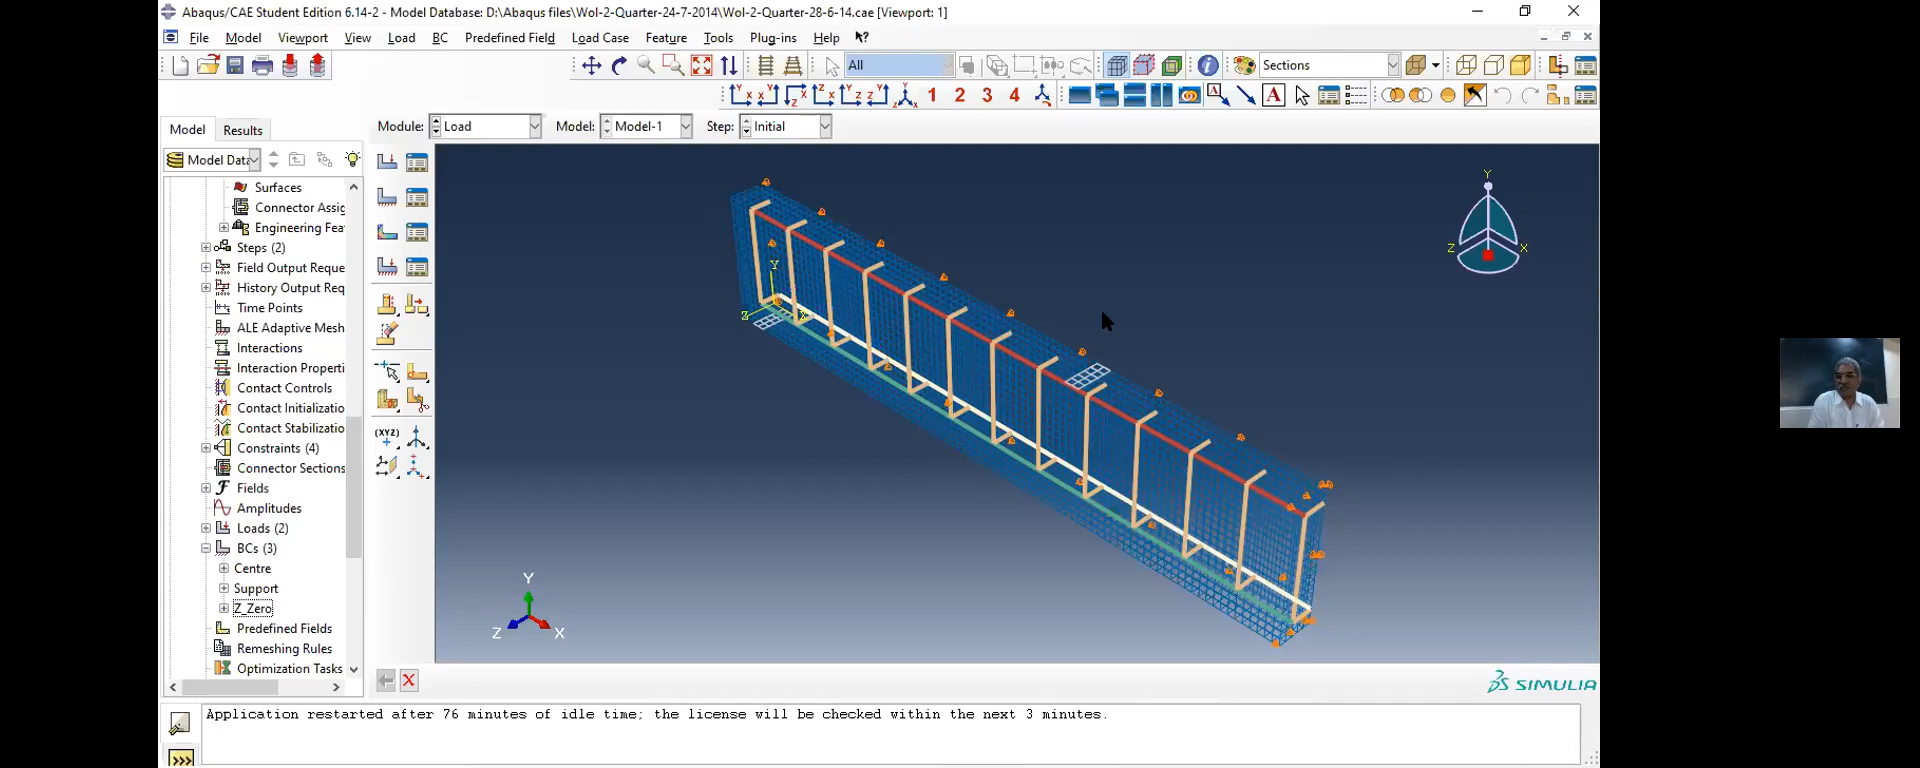 Abaqus/CAE Student Edition 6.14-2 - Model Database: D:\Abaqus files\Wol-2-Quarter-24-7-2014\Wol-2-Quarter-28-6-14.cae [Viewport: 1]
File Model Viewport View Load BC Predefined Field Load Case Feature Tools Plug-ins Help
All
Sections
1 2 3 4
Model Results
Module: Load Model: Model-1 Step: Initial
Model Data
Surfaces
Connector Assig
Engineering Fea
Steps (2)
Field Output Reque
History Output Req
Time Points
ALE Adaptive Mesh
Interactions
Interaction Properti
Contact Controls
Contact Initializatio
Contact Stabilizatio
Constraints (4)
Connector Sections
Fields
Amplitudes
Loads (2)
BCs (3)
Centre
Support
Z_Zero
Predefined Fields
Remeshing Rules
Optimization Tasks
(XYZ)
Y
Z X
Y
Z X
Y
Z X
SIMULIA
Application restarted after 76 minutes of idle time; the license will be checked within the next 3 minutes.
>>>